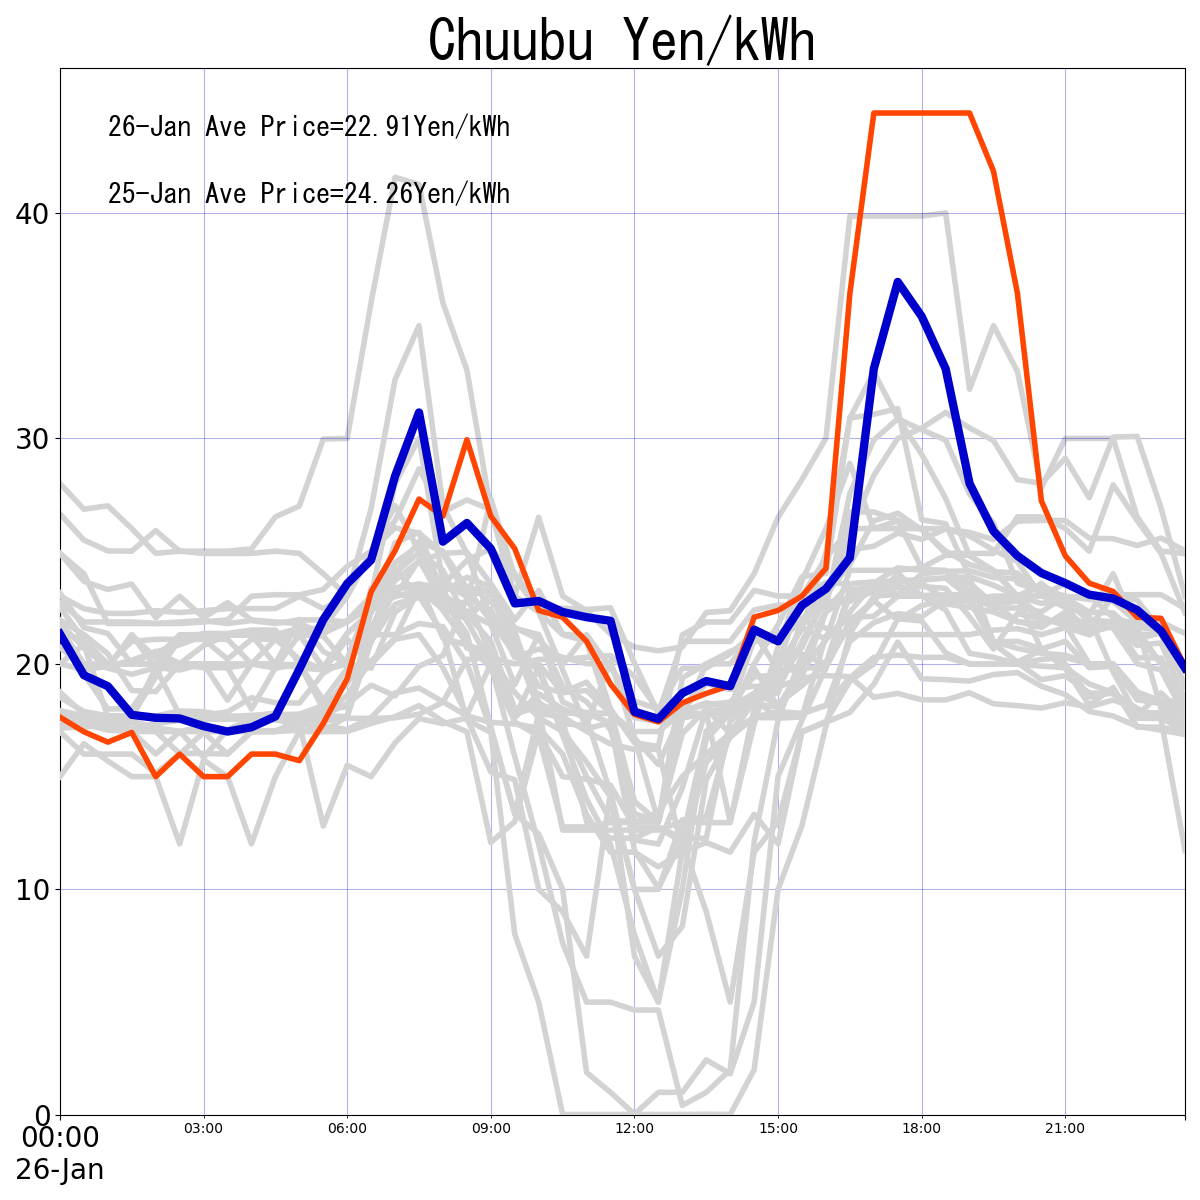 Chuubu Yen/kWh
26-Jan Ave Price=22.91Yen/kWh
25-Jan Ave Price=24.26Yen/kWh
40
30
20
10
0
00:00 03:00 06:00 09:00 12:00 15:00 18:00 21:00
26-Jan